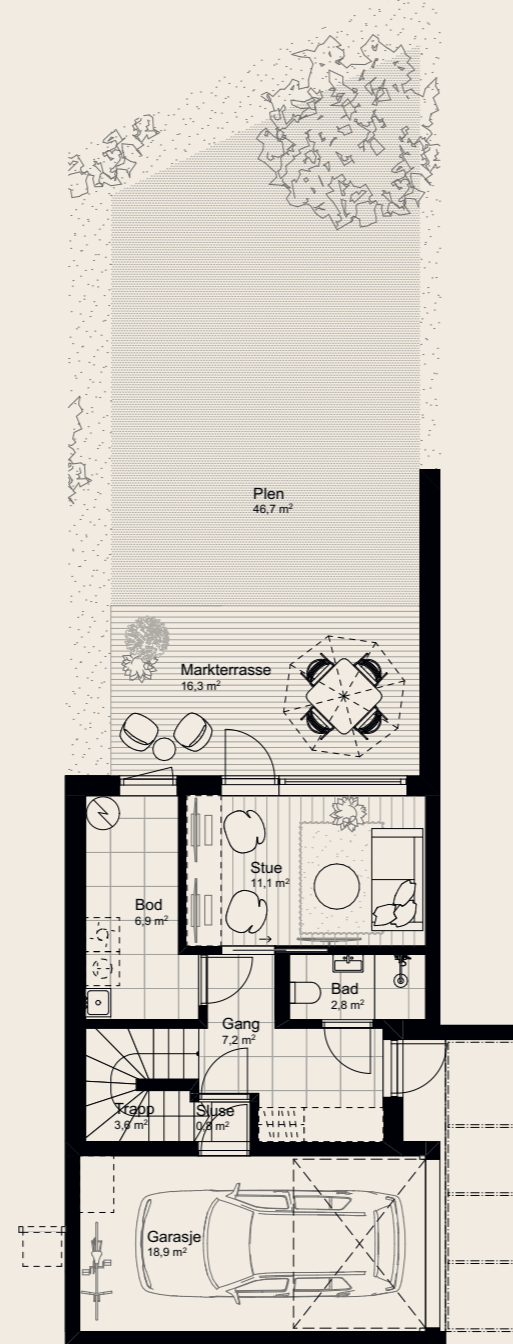 Plen
46,7 m²
Markterrasse
16,3 m²
Stue
11,1 m²
Bod
6,9 m²
Bad
2,8 m²
Gang
7,2 m²
Trapp
3,6 m²
Sluse
0,8 m²
Garasje
18,9 m²